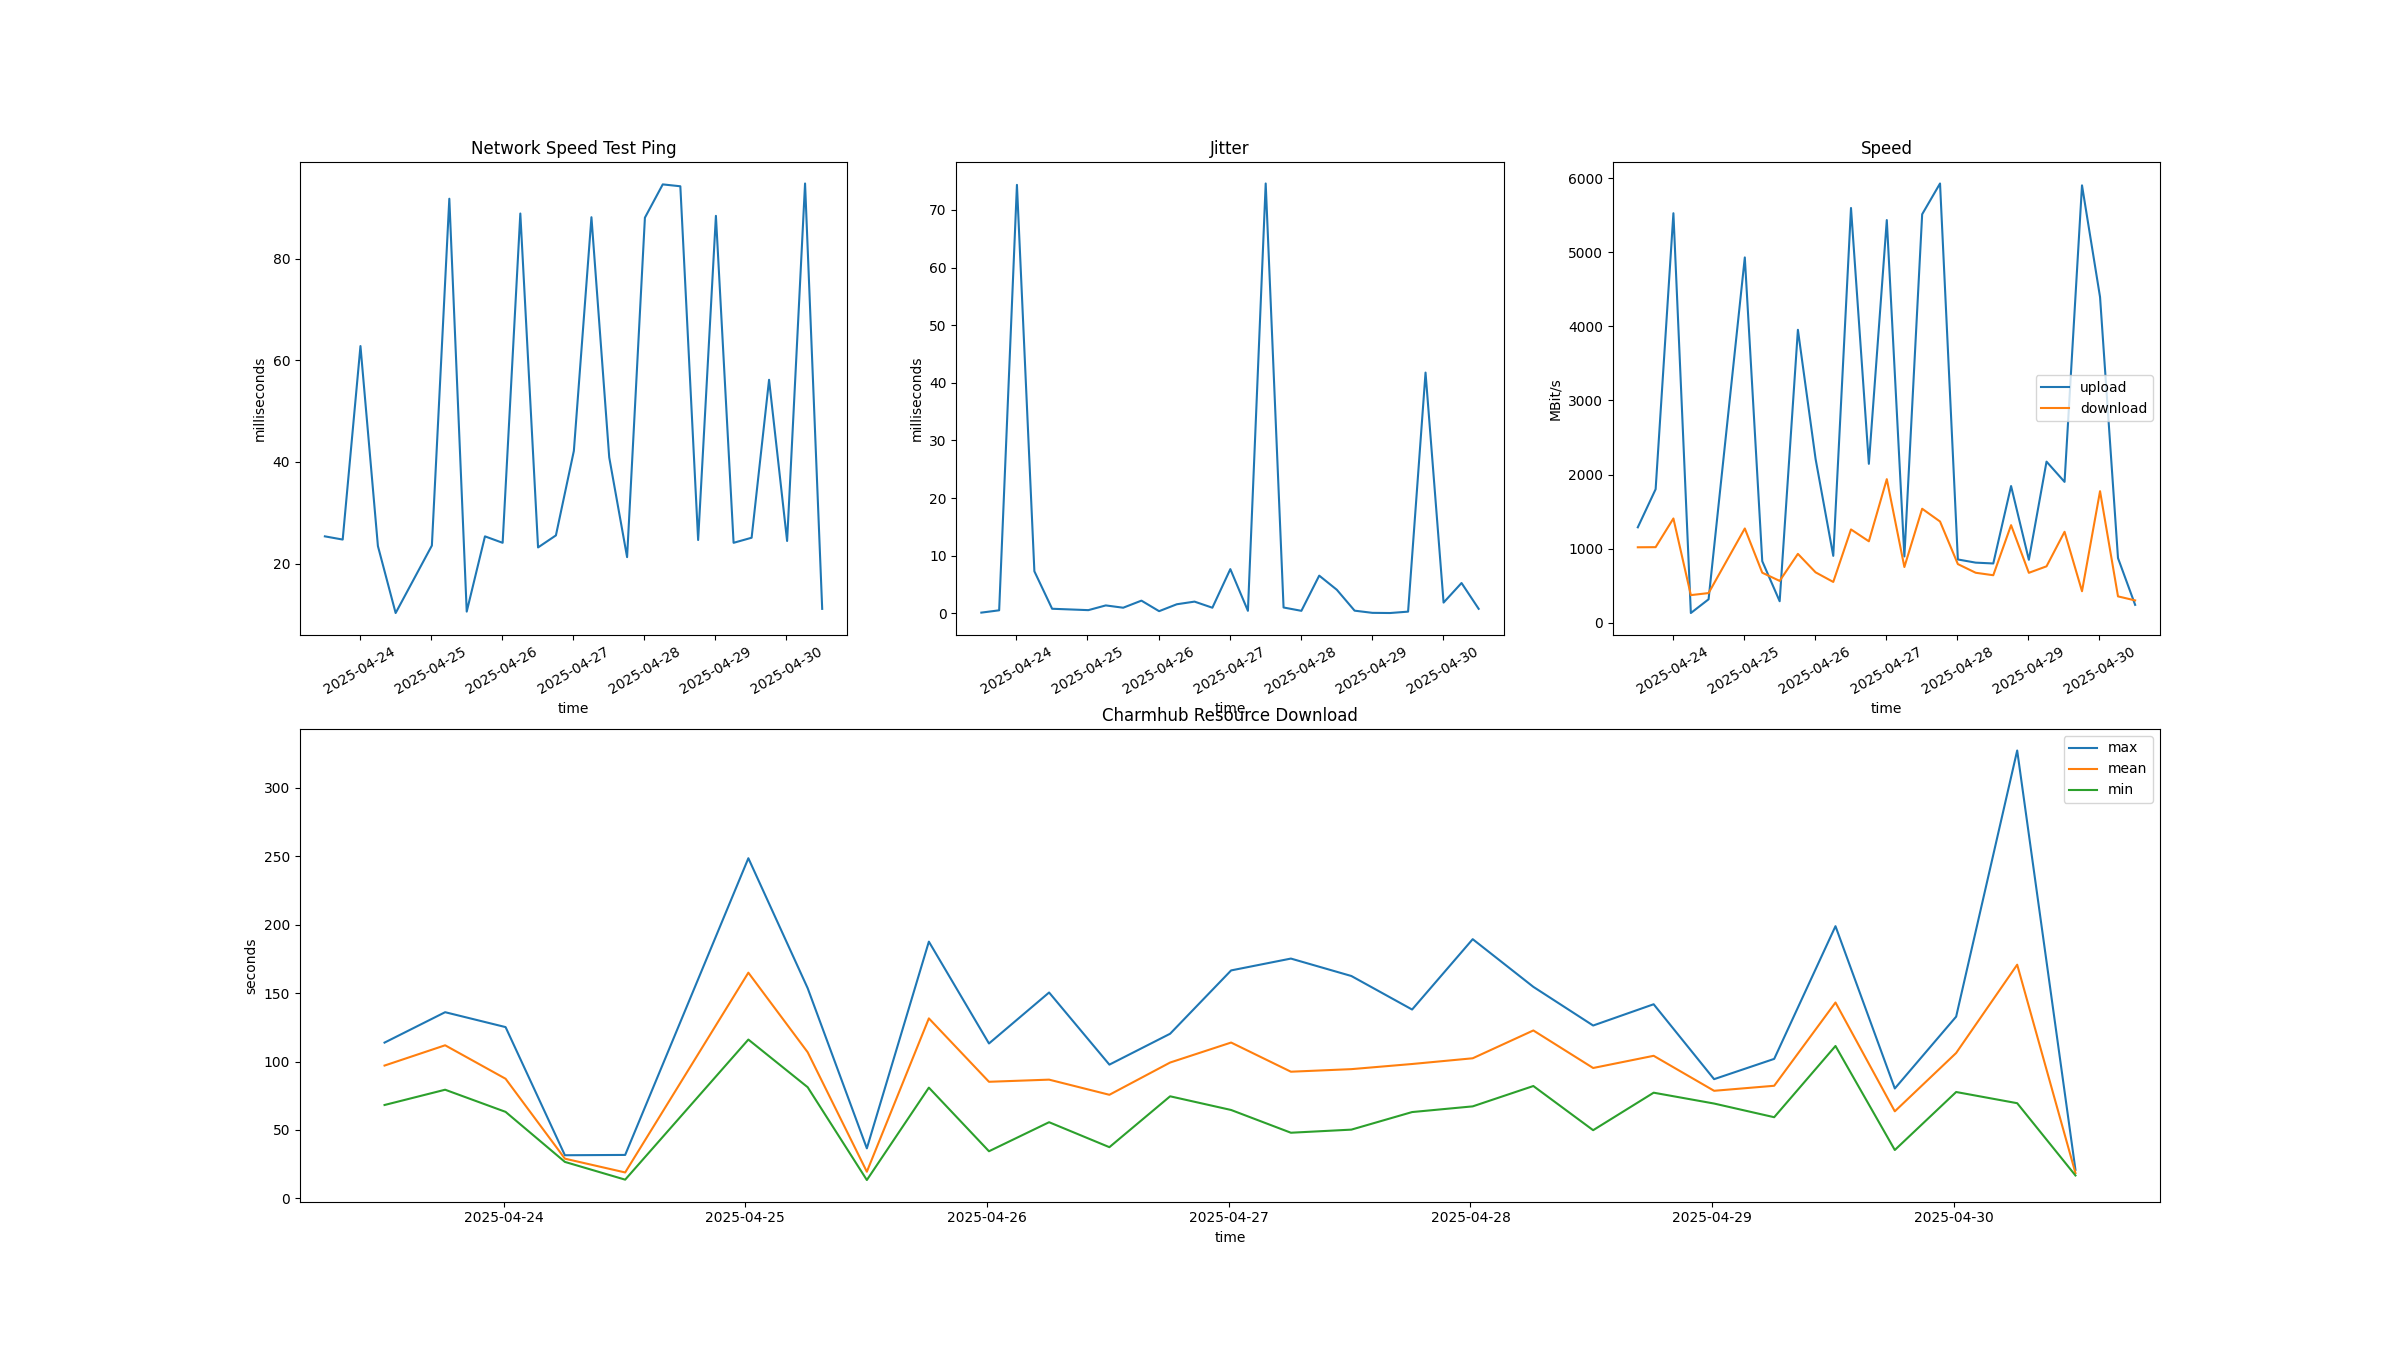 Network Speed Test Ping
milliseconds
80
60
40
20
2025-04-24 2025-04-25 2025-04-26 2025-04-27 2025-04-28 2025-04-29 2025-04-30
time
Jitter
milliseconds
70
60
50
40
30
20
10
0
2025-04-24 2025-04-25 2025-04-26 2025-04-27 2025-04-28 2025-04-29 2025-04-30
time
Speed
MBit/s
6000
5000
4000
3000
2000
1000
0
upload
download
2025-04-24 2025-04-25 2025-04-26 2025-04-27 2025-04-28 2025-04-29 2025-04-30
time
Charmhub Resource Download
seconds
300
250
200
150
100
50
0
max
mean
min
2025-04-24 2025-04-25 2025-04-26 2025-04-27 2025-04-28 2025-04-29 2025-04-30
time